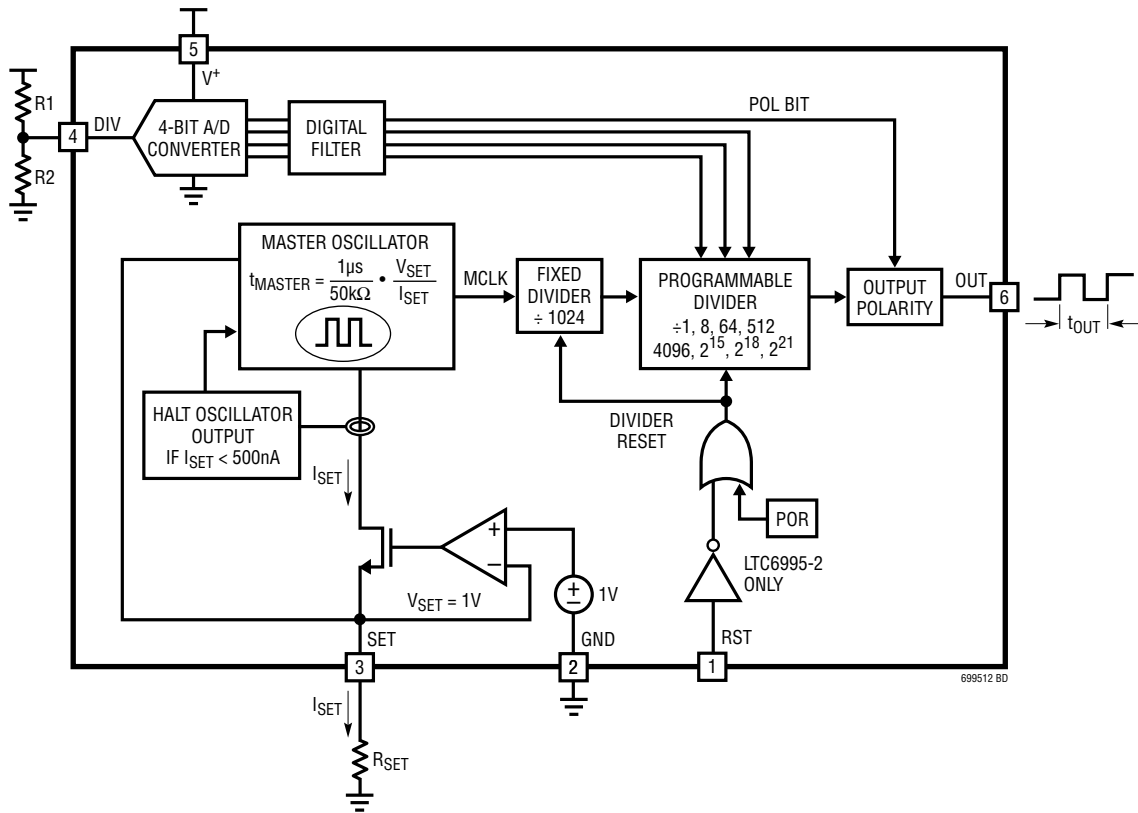 5
V+
R1
4
DIV
R2
4-BIT A/D
CONVERTER
DIGITAL
FILTER
POL BIT
MASTER OSCILLATOR
tMASTER = 1µs/50kΩ • VSET/ISET
MCLK
FIXED
DIVIDER
÷ 1024
PROGRAMMABLE
DIVIDER
÷1, 8, 64, 512
4096, 2^15, 2^18, 2^21
OUTPUT
POLARITY
OUT
6
tOUT
HALT OSCILLATOR
OUTPUT
IF ISET < 500nA
DIVIDER
RESET
ISET
POR
LTC6995-2
ONLY
+
–
VSET = 1V
+
–
1V
SET
GND
RST
3
2
1
699512 BD
ISET
RSET